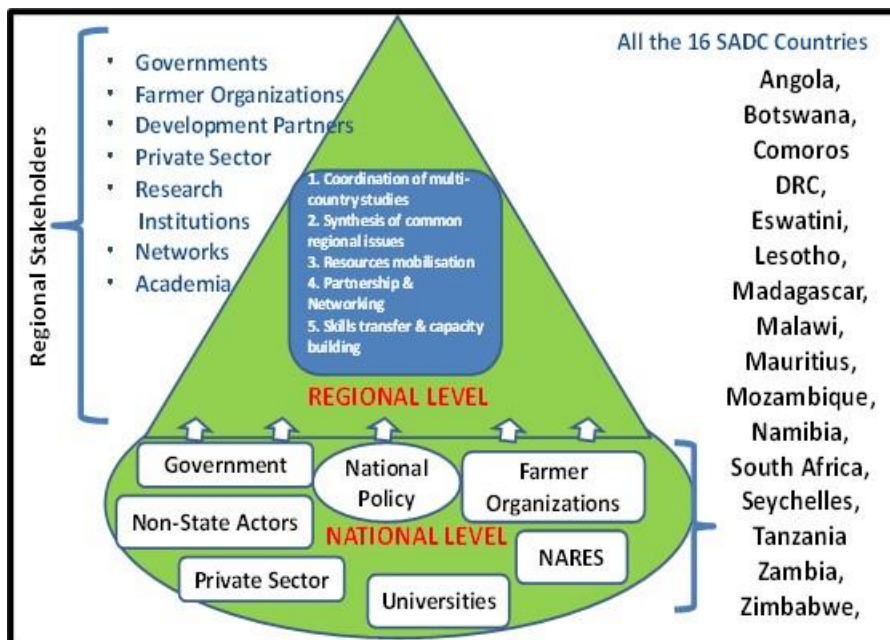 Regional Stakeholders
• Governments
• Farmer Organizations
• Development Partners
• Private Sector
• Research
Institutions
• Networks
• Academia
1. Coordination of multi-
country studies
2. Synthesis of common
regional issues
3. Resources mobilisation
4. Partnership &
Networking
5. Skills transfer & capacity
building
REGIONAL LEVEL
Government
National
Policy
Farmer
Organizations
Non-State Actors
NATIONAL LEVEL
NARES
Private Sector
Universities
All the 16 SADC Countries
Angola,
Botswana,
Comoros
DRC,
Eswatini,
Lesotho,
Madagascar,
Malawi,
Mauritius,
Mozambique,
Namibia,
South Africa,
Seychelles,
Tanzania
Zambia,
Zimbabwe,